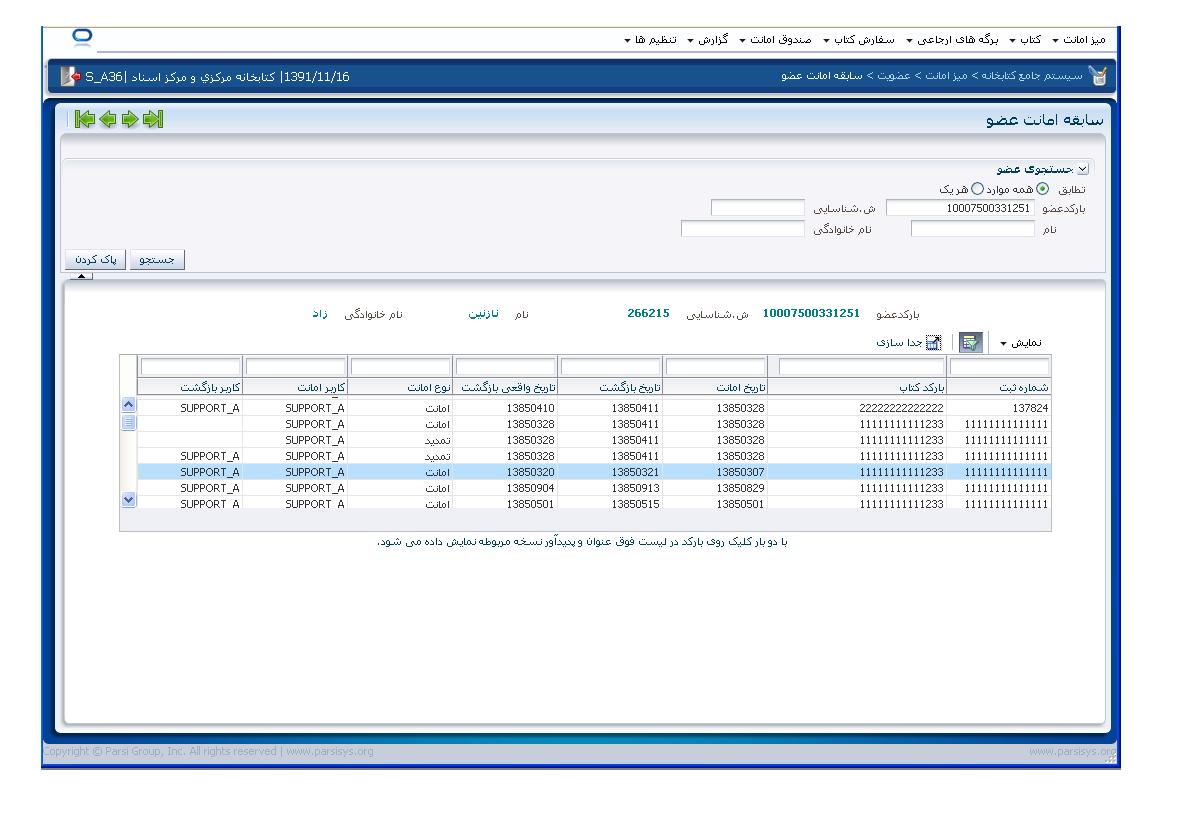 میز امانت کتاب برگه های ارجاعی سفارش کتاب صندوق امانت گزارش تنظیم ها
سیستم جامع کتابخانه > میز امانت > عضویت > سابقه امانت عضو
1391/11/16| کتابخانه مرکزي و مرکز اسناد |S_A36
سابقه امانت عضو
جستجوی عضو
تطابق همه موارد هر یک
بارکدعضو 10007500331251 ش.شناسایی
نام نام خانوادگی
جستجو پاک کردن
بارکدعضو 10007500331251 ش.شناسایی 266215 نام نازنین نام خانوادگی زاد
نمایش جدا سازی
شماره ثبت بارکد کتاب تاریخ امانت تاریخ بازگشت تاریخ واقعی بازگشت نوع امانت کاربر امانت کاربر بازگشت
137824 22222222222222 13850328 13850411 13850410 امانت SUPPORT_A SUPPORT_A
11111111111111 11111111111233 13850328 13850411 13850328 امانت SUPPORT_A
11111111111111 11111111111233 13850328 13850411 13850328 تمدید SUPPORT_A
11111111111111 11111111111233 13850328 13850411 13850328 تمدید SUPPORT_A SUPPORT_A
11111111111111 11111111111233 13850307 13850321 13850320 امانت SUPPORT_A SUPPORT_A
11111111111111 11111111111233 13850829 13850913 13850904 امانت SUPPORT_A SUPPORT_A
11111111111111 11111111111233 13850501 13850515 13850501 امانت SUPPORT_A SUPPORT_A
با دو بار کلیک روی بارکد در لیست فوق عنوان و پدیدآور نسخه مربوطه نمایش داده می شود.
Copyright © Parsi Group, Inc. All rights reserved | www.parsisys.org
www.parsisys.org